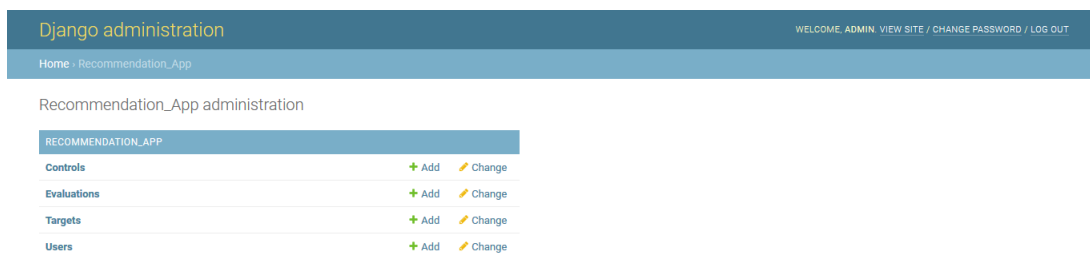 Django administration
WELCOME, ADMIN. VIEW SITE / CHANGE PASSWORD / LOG OUT
Home › Recommendation_App
Recommendation_App administration
RECOMMENDATION_APP
Controls + Add Change
Evaluations + Add Change
Targets + Add Change
Users + Add Change